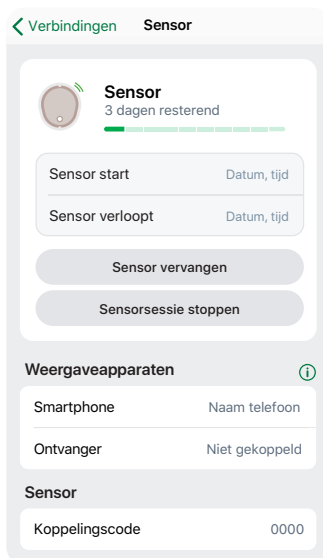 Verbindingen Sensor
Sensor
3 dagen resterend
Sensor start Datum, tijd
Sensor verloopt Datum, tijd
Sensor vervangen
Sensorsessie stoppen
Weergaveapparaten
Smartphone Naam telefoon
Ontvanger Niet gekoppeld
Sensor
Koppelingscode 0000